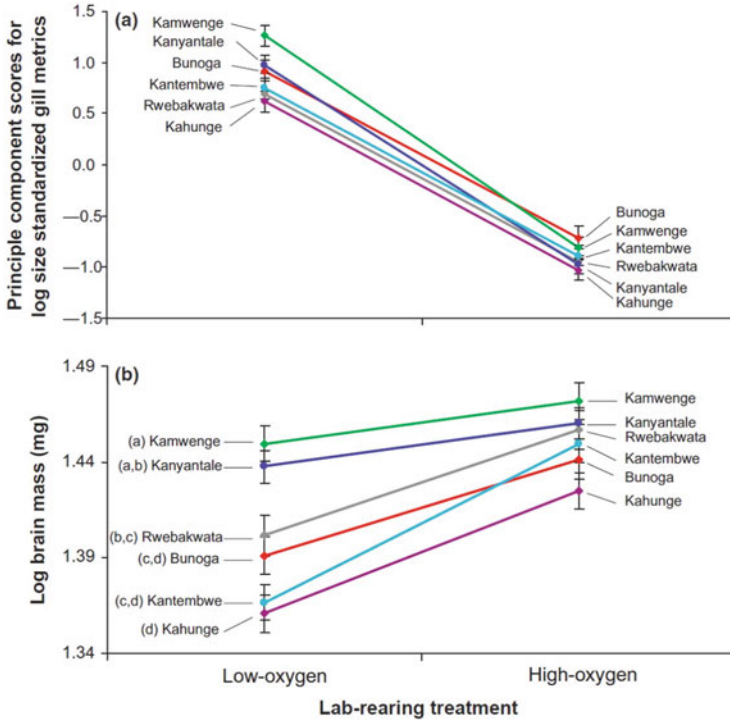 (a)
Principle component scores for
log size standardized gill metrics
1.5
1.0
0.5
0.0
—0.5
—1.0
—1.5
Kamwenge
Kanyantale
Bunoga
Kantembwe
Rwebakwata
Kahunge
Bunoga
Kamwenge
Kantembwe
Rwebakwata
Kanyantale
Kahunge
(b)
Log brain mass (mg)
1.49
1.44
1.39
1.34
(a) Kamwenge
(a,b) Kanyantale
(b,c) Rwebakwata
(c,d) Bunoga
(c,d) Kantembwe
(d) Kahunge
Kamwenge
Kanyantale
Rwebakwata
Kantembwe
Bunoga
Kahunge
Low-oxygen
High-oxygen
Lab-rearing treatment